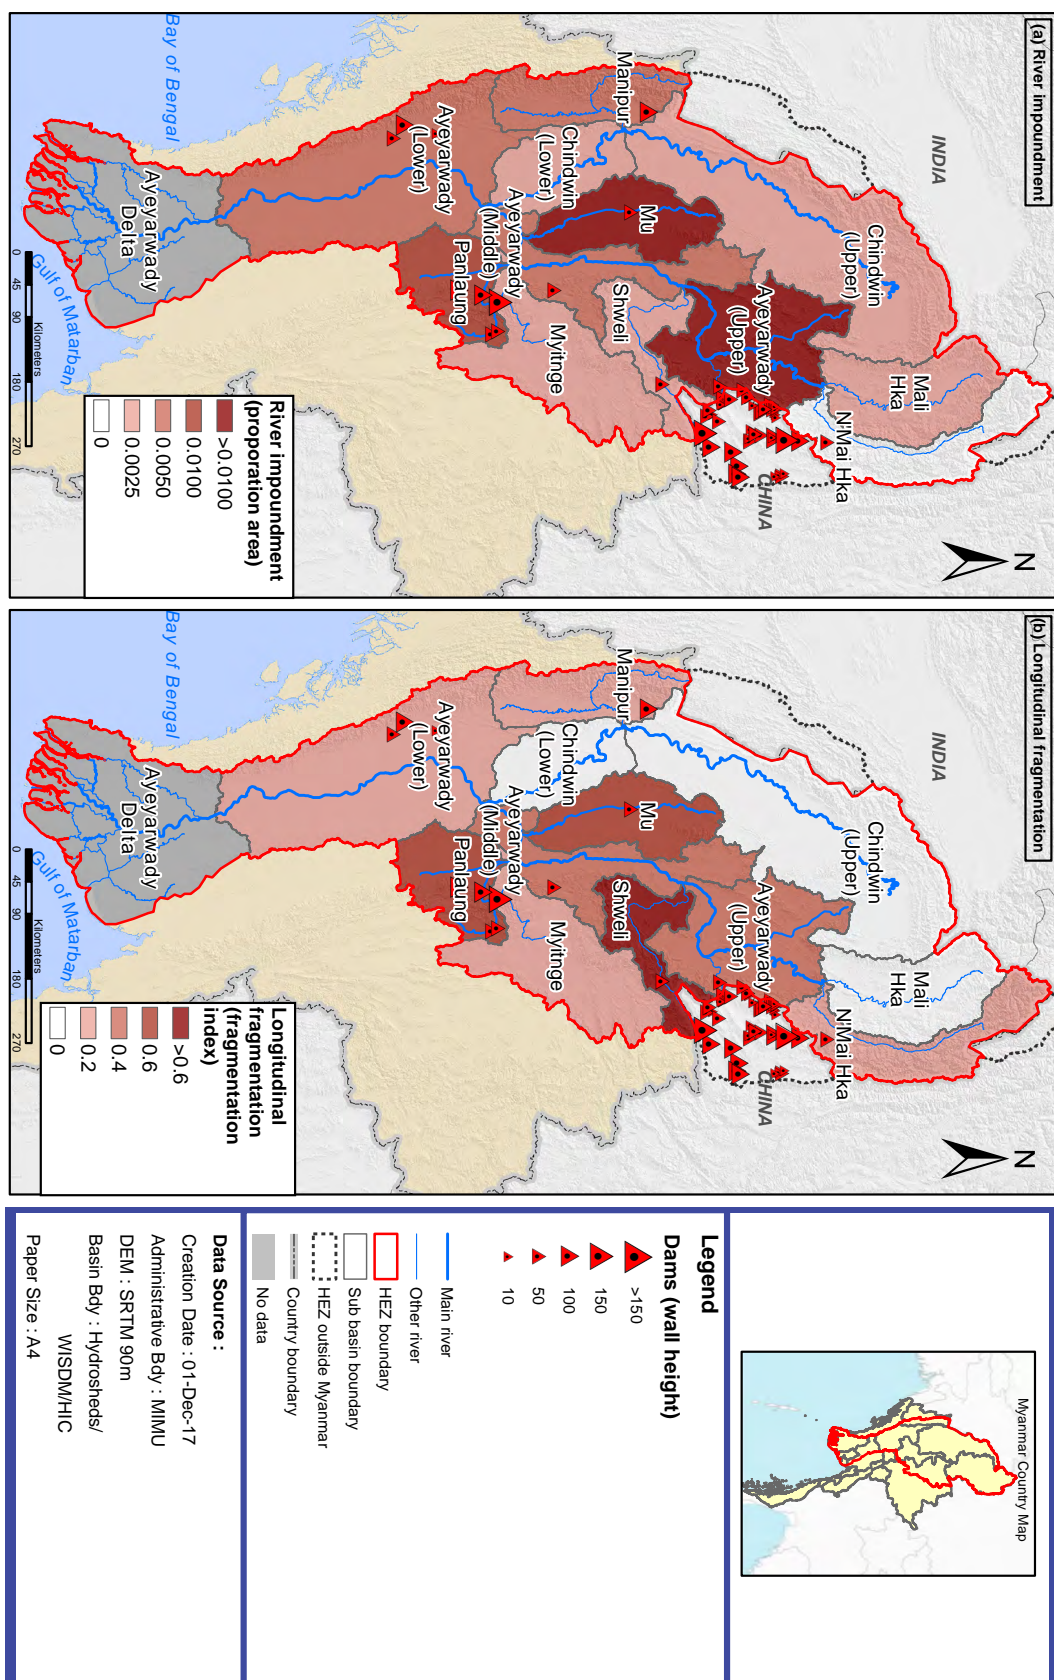 (a) River impoundment
INDIA
CHINA
N
Chindwin
(Upper)
Mali
Hka
N'Mai Hka
Ayeyarwady
(Upper)
Manipur
Chindwin
(Lower)
Mu
Shweli
Ayeyarwady
(Middle)
Myitnge
Panlaung
Ayeyarwady
(Lower)
Ayeyarwady
Delta
Bay of Bengal
Gulf of Matarban
0 45 90 180 270
Kilometers
River impoundment
(proporation area)
>0.0100
0.0100
0.0050
0.0025
0
(b) Longitudinal fragmentation
INDIA
CHINA
N
Chindwin
(Upper)
Mali
Hka
N'Mai Hka
Ayeyarwady
(Upper)
Manipur
Chindwin
(Lower)
Mu
Shweli
Ayeyarwady
(Middle)
Myitnge
Panlaung
Ayeyarwady
(Lower)
Ayeyarwady
Delta
Bay of Bengal
Gulf of Matarban
0 45 90 180 270
Kilometers
Longitudinal
fragmentation
(fragmentation
index)
>0.6
0.6
0.4
0.2
0
Myanmar Country Map
Legend
Dams (wall height)
>150
150
100
50
10
Main river
Other river
HEZ boundary
Sub basin boundary
HEZ outside Myanmar
Country boundary
No data
Data Source :
Creation Date : 01-Dec-17
Administrative Bdy : MIMU
DEM : SRTM 90m
Basin Bdy : Hydrosheds/
WISDM/HIC
Paper Size : A4